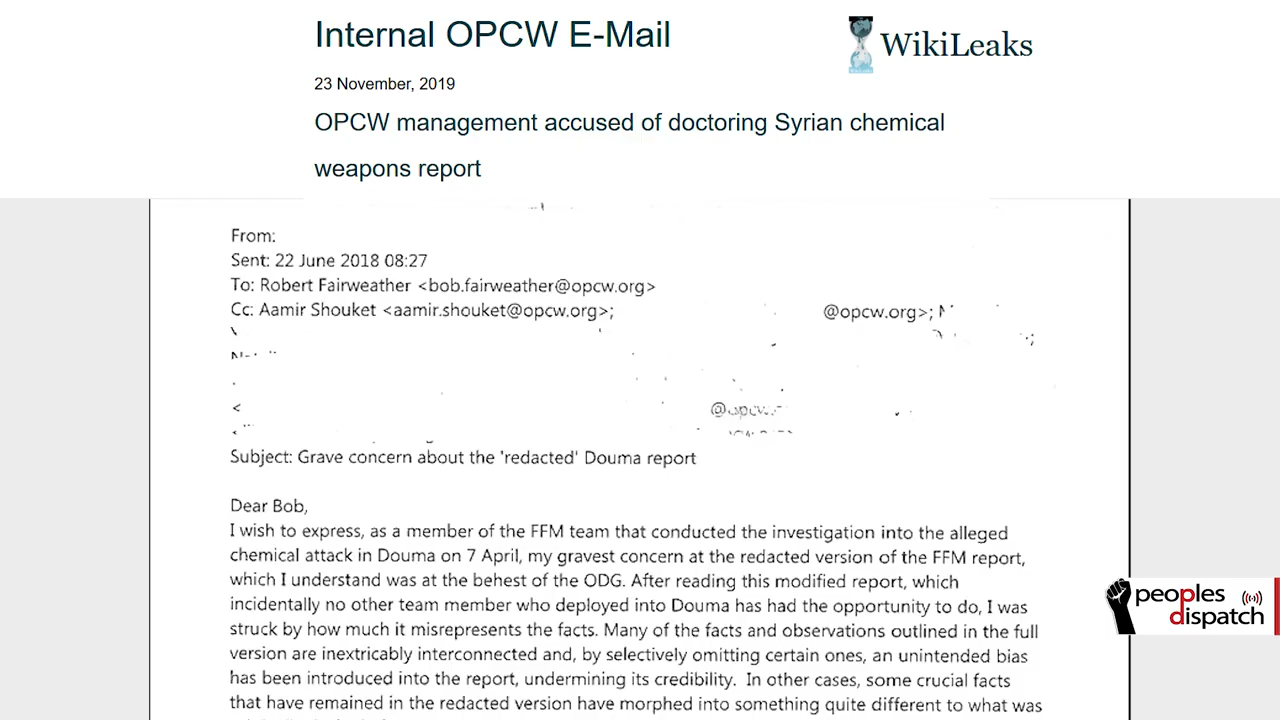 Internal OPCW E-Mail
WikiLeaks
23 November, 2019
OPCW management accused of doctoring Syrian chemical
weapons report
From:
Sent: 22 June 2018 08:27
To: Robert Fairweather <bob.fairweather@opcw.org>
Cc: Aamir Shouket <aamir.shouket@opcw.org>; @opcw.org>;
Subject: Grave concern about the 'redacted' Douma report
Dear Bob,
I wish to express, as a member of the FFM team that conducted the investigation into the alleged
chemical attack in Douma on 7 April, my gravest concern at the redacted version of the FFM report,
which I understand was at the behest of the ODG. After reading this modified report, which
incidentally no other team member who deployed into Douma has had the opportunity to do, I was
struck by how much it misrepresents the facts. Many of the facts and observations outlined in the full
version are inextricably interconnected and, by selectively omitting certain ones, an unintended bias
has been introduced into the report, undermining its credibility. In other cases, some crucial facts
that have remained in the redacted version have morphed into something quite different to what was
peoples
dispatch